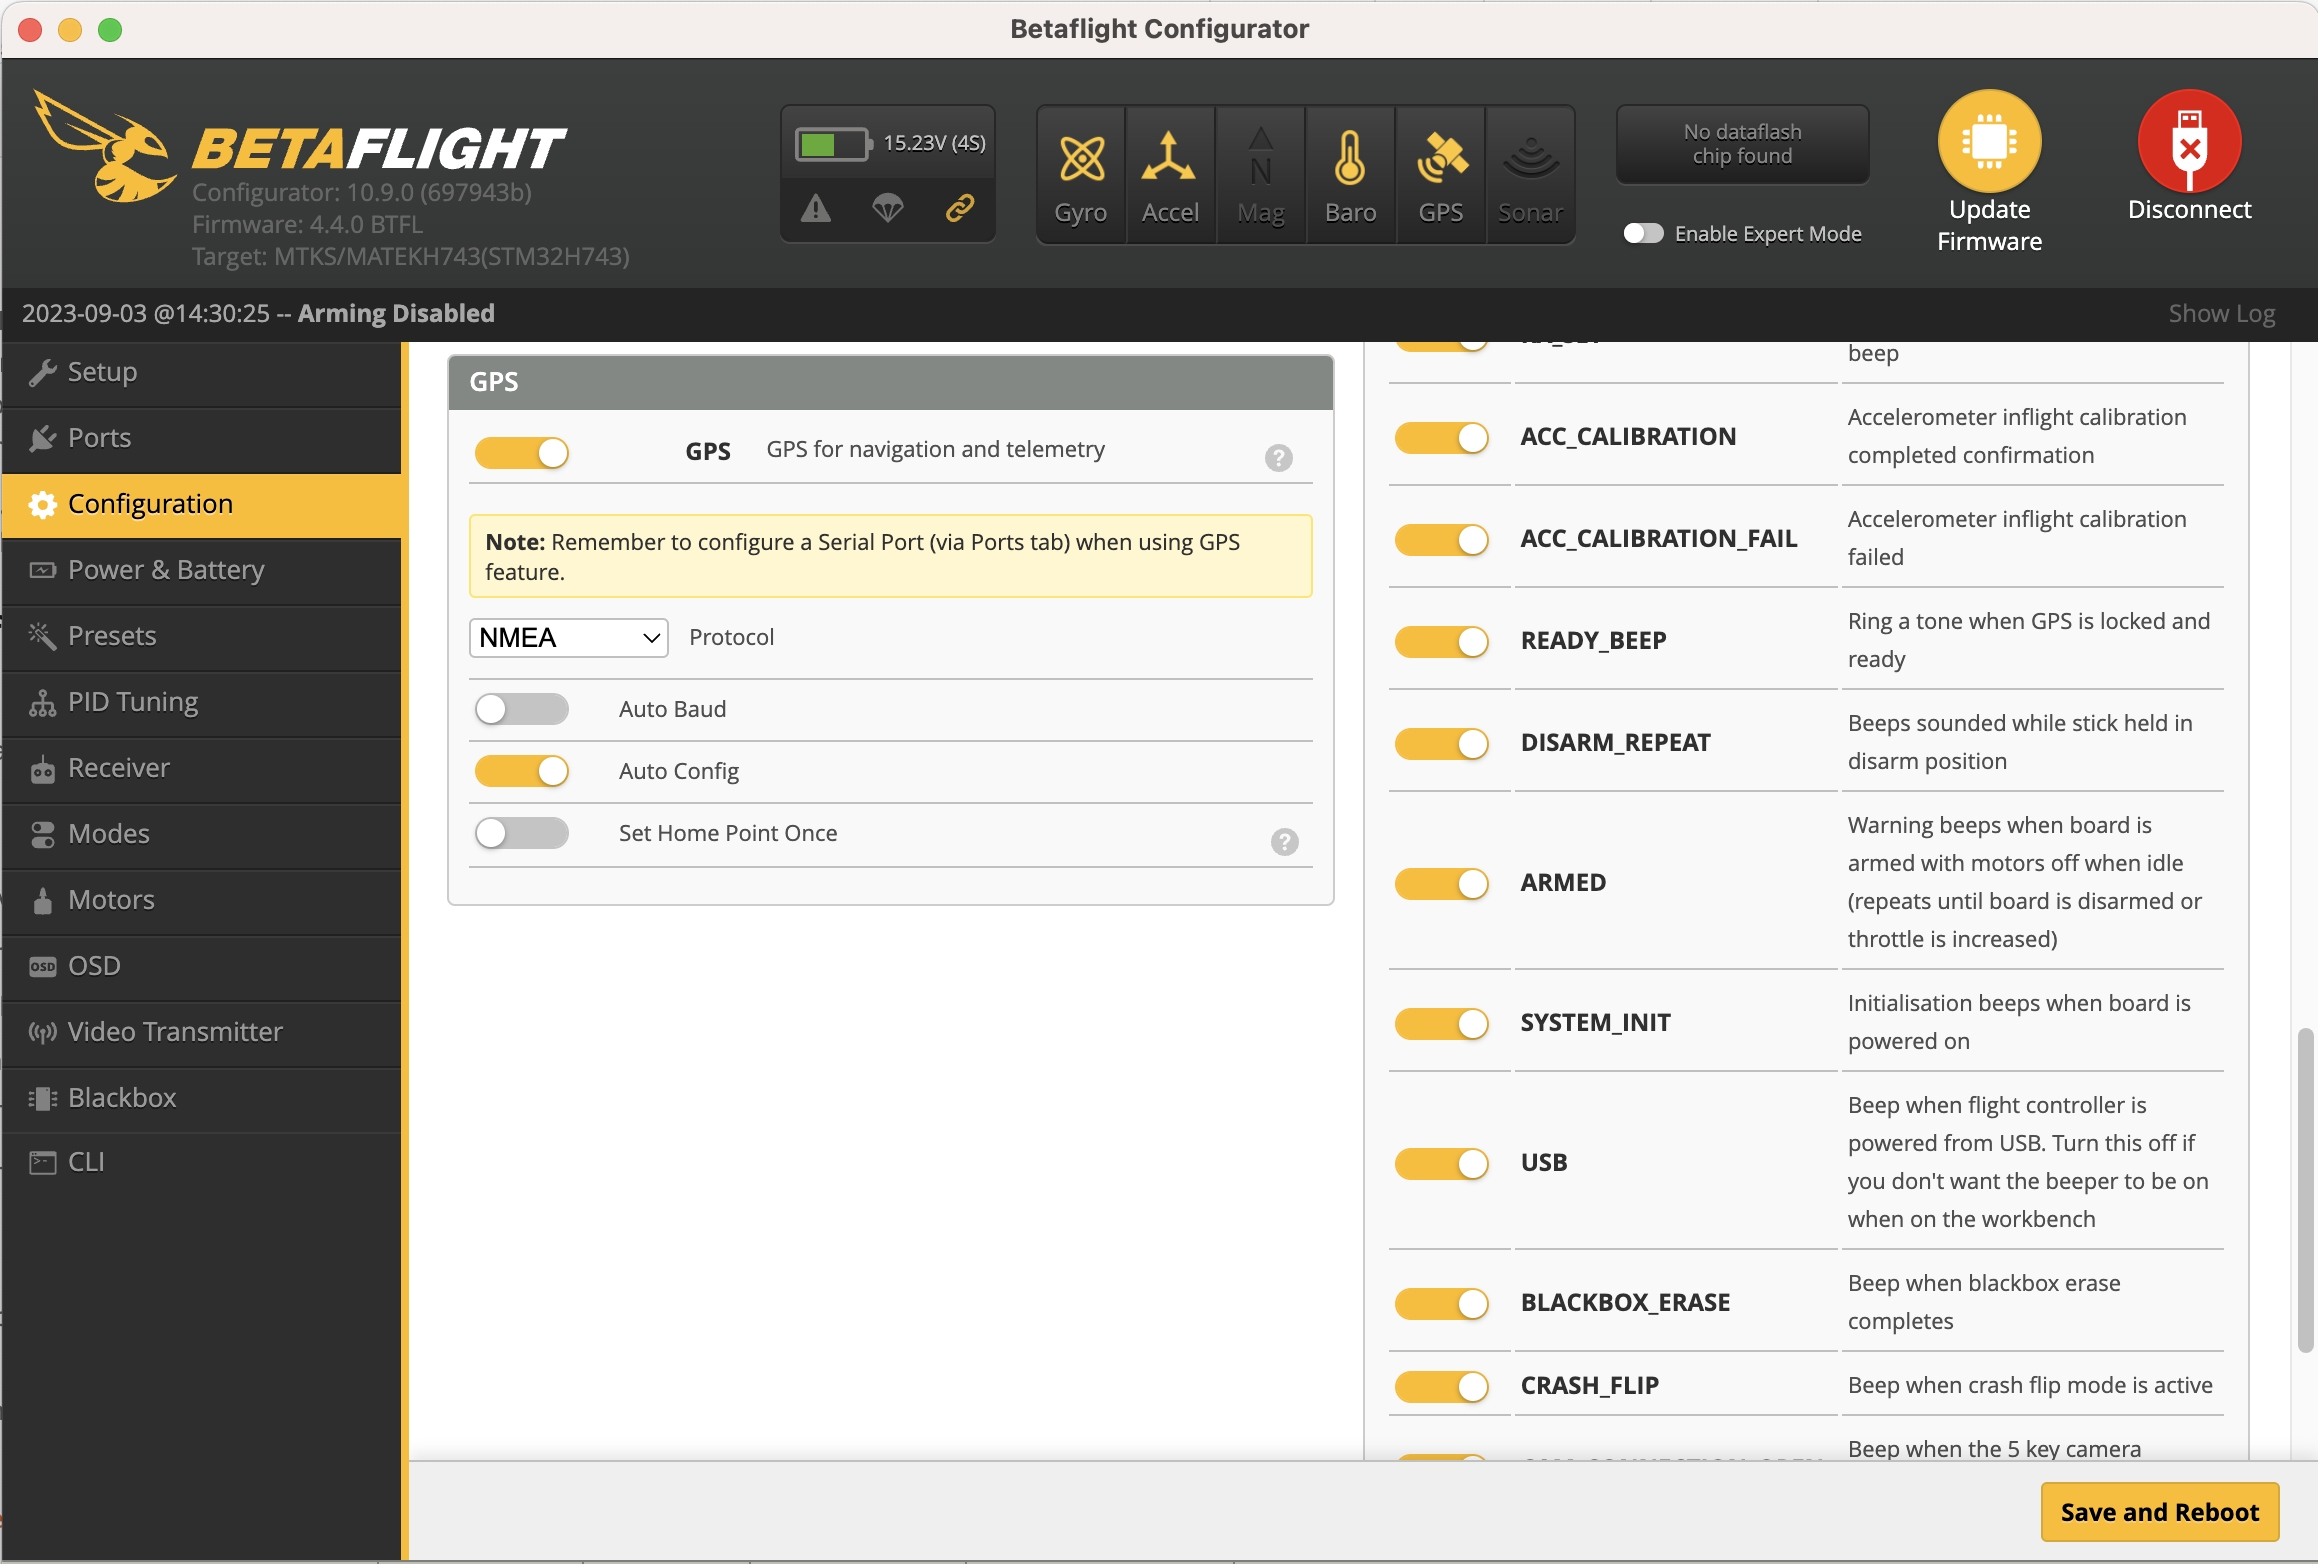 Betaflight Configurator
BETAFLIGHT
Configurator: 10.9.0 (697943b)
Firmware: 4.4.0 BTFL
Target: MTKS/MATEKH743(STM32H743)
15.23V (4S)
N
Gyro
Accel
Mag
Baro
GPS
Sonar
No dataflash
chip found
Enable Expert Mode
Update
Firmware
Disconnect
2023-09-03 @14:30:25 -- Arming Disabled
Show Log
Setup
Ports
Configuration
Power & Battery
Presets
PID Tuning
Receiver
Modes
Motors
OSD
OSD
Video Transmitter
Blackbox
CLI
GPS
GPS
GPS for navigation and telemetry
?
Note: Remember to configure a Serial Port (via Ports tab) when using GPS
feature.
NMEA
Protocol
Auto Baud
Auto Config
Set Home Point Once
?
beep
ACC_CALIBRATION
Accelerometer inflight calibration
completed confirmation
ACC_CALIBRATION_FAIL
Accelerometer inflight calibration
failed
READY_BEEP
Ring a tone when GPS is locked and
ready
DISARM_REPEAT
Beeps sounded while stick held in
disarm position
ARMED
Warning beeps when board is
armed with motors off when idle
(repeats until board is disarmed or
throttle is increased)
SYSTEM_INIT
Initialisation beeps when board is
powered on
USB
Beep when flight controller is
powered from USB. Turn this off if
you don't want the beeper to be on
when on the workbench
BLACKBOX_ERASE
Beep when blackbox erase
completes
CRASH_FLIP
Beep when crash flip mode is active
Beep when the 5 key camera
Save and Reboot